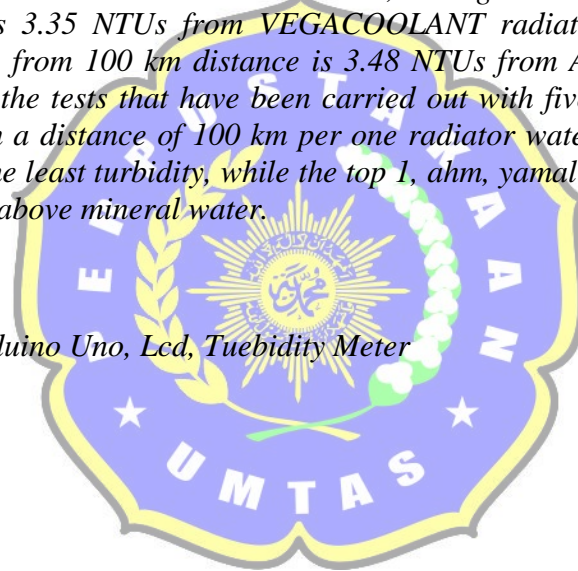 s 3.35 NTUs from VEGACOOLANT radiat
from 100 km distance is 3.48 NTUs from A
the tests that have been carried out with five
n a distance of 100 km per one radiator wate
e least turbidity, while the top 1, ahm, yamal
above mineral water.
duino Uno, Lcd, Tuebidity Meter
PERPUSTAKAAN
UMTAS